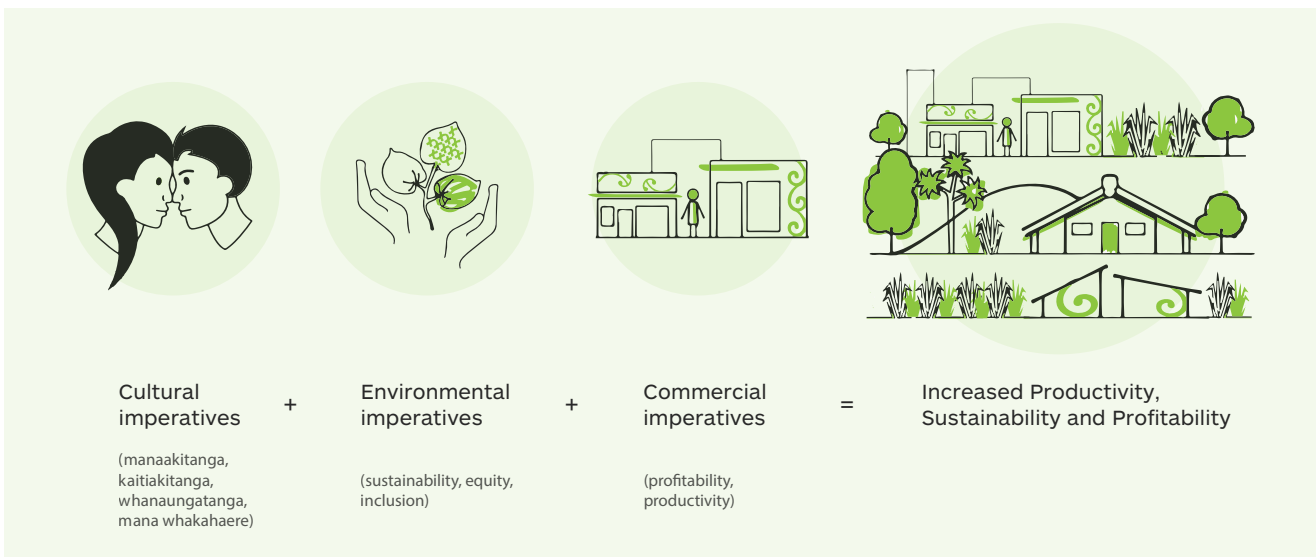 Cultural
imperatives
(manaakitanga,
kaitiakitanga,
whanaungatanga,
mana whakahaere)
+
Environmental
imperatives
(sustainability, equity,
inclusion)
+
Commercial
imperatives
(profitability,
productivity)
=
Increased Productivity,
Sustainability and Profitability